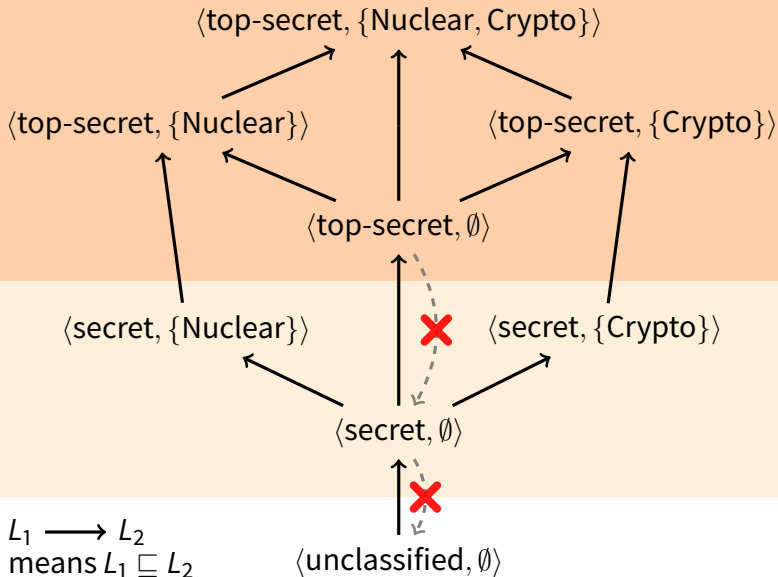 ⟨top-secret, {Nuclear, Crypto}⟩
⟨top-secret, {Nuclear}⟩
⟨top-secret, {Crypto}⟩
⟨top-secret, ∅⟩
⟨secret, {Nuclear}⟩
⟨secret, {Crypto}⟩
⟨secret, ∅⟩
L₁ ⟶ L₂
means L₁ ⊑ L₂
⟨unclassified, ∅⟩